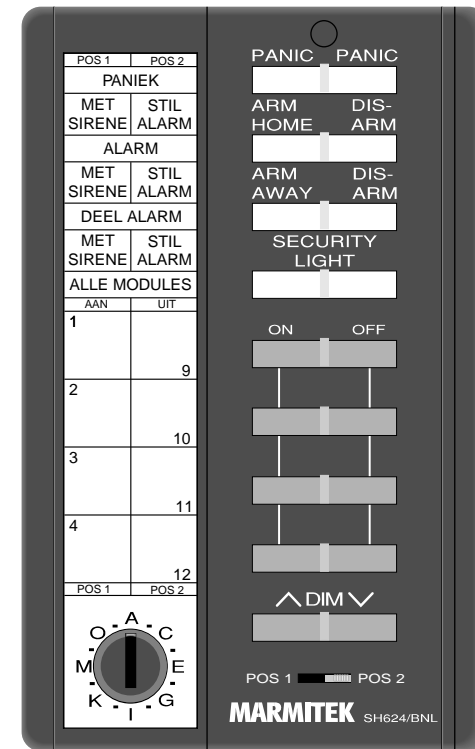 POS 1 POS 2
PANIEK
MET STIL
SIRENE ALARM
ALARM
MET STIL
SIRENE ALARM
DEEL ALARM
MET STIL
SIRENE ALARM
ALLE MODULES
AAN UIT
1
9
2
10
3
11
4
12
POS 1 POS 2
A
O C
M E
K G
I
PANIC PANIC
ARM DIS-
HOME ARM
ARM DIS-
AWAY ARM
SECURITY
LIGHT
ON OFF
DIM
POS 1 POS 2
MARMITEK SH624/BNL